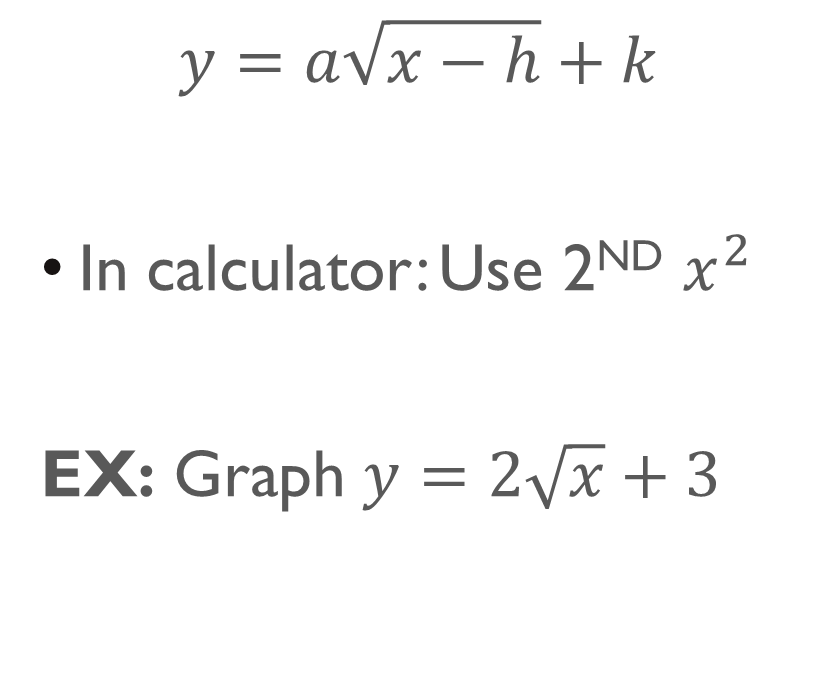 y = a√x − h + k
• In calculator: Use 2ᴺᴰ x²
EX: Graph y = 2√x + 3